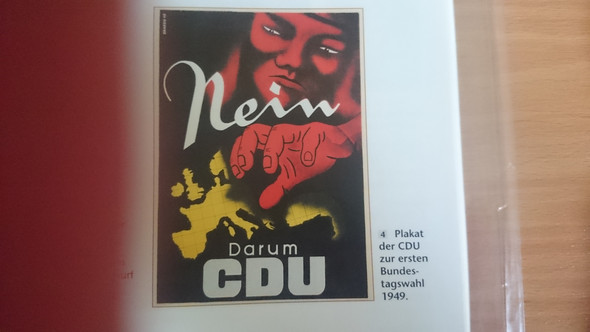 Nein
Darum
CDU
4 Plakat
der CDU
zur ersten
Bundes-
tagswahl
1949.